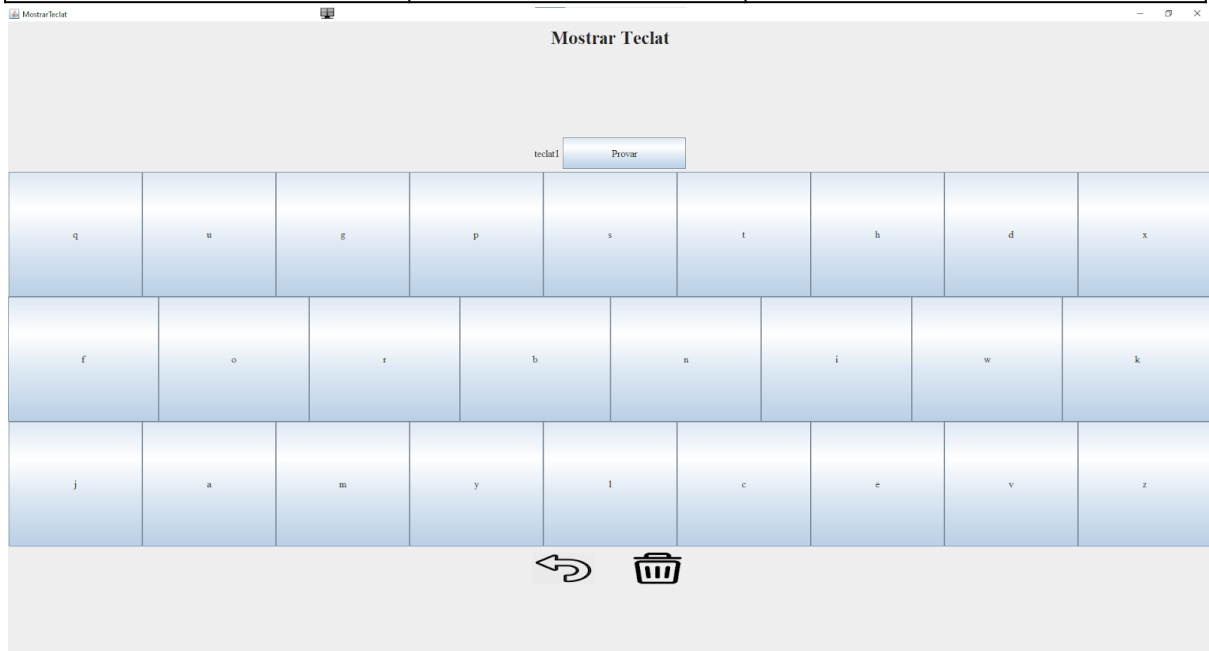 MostrarTeclat
Mostrar Teclat
teclat1 Provar
q u g p s t h d x
f o r b n i w k
j a m y l c e v z